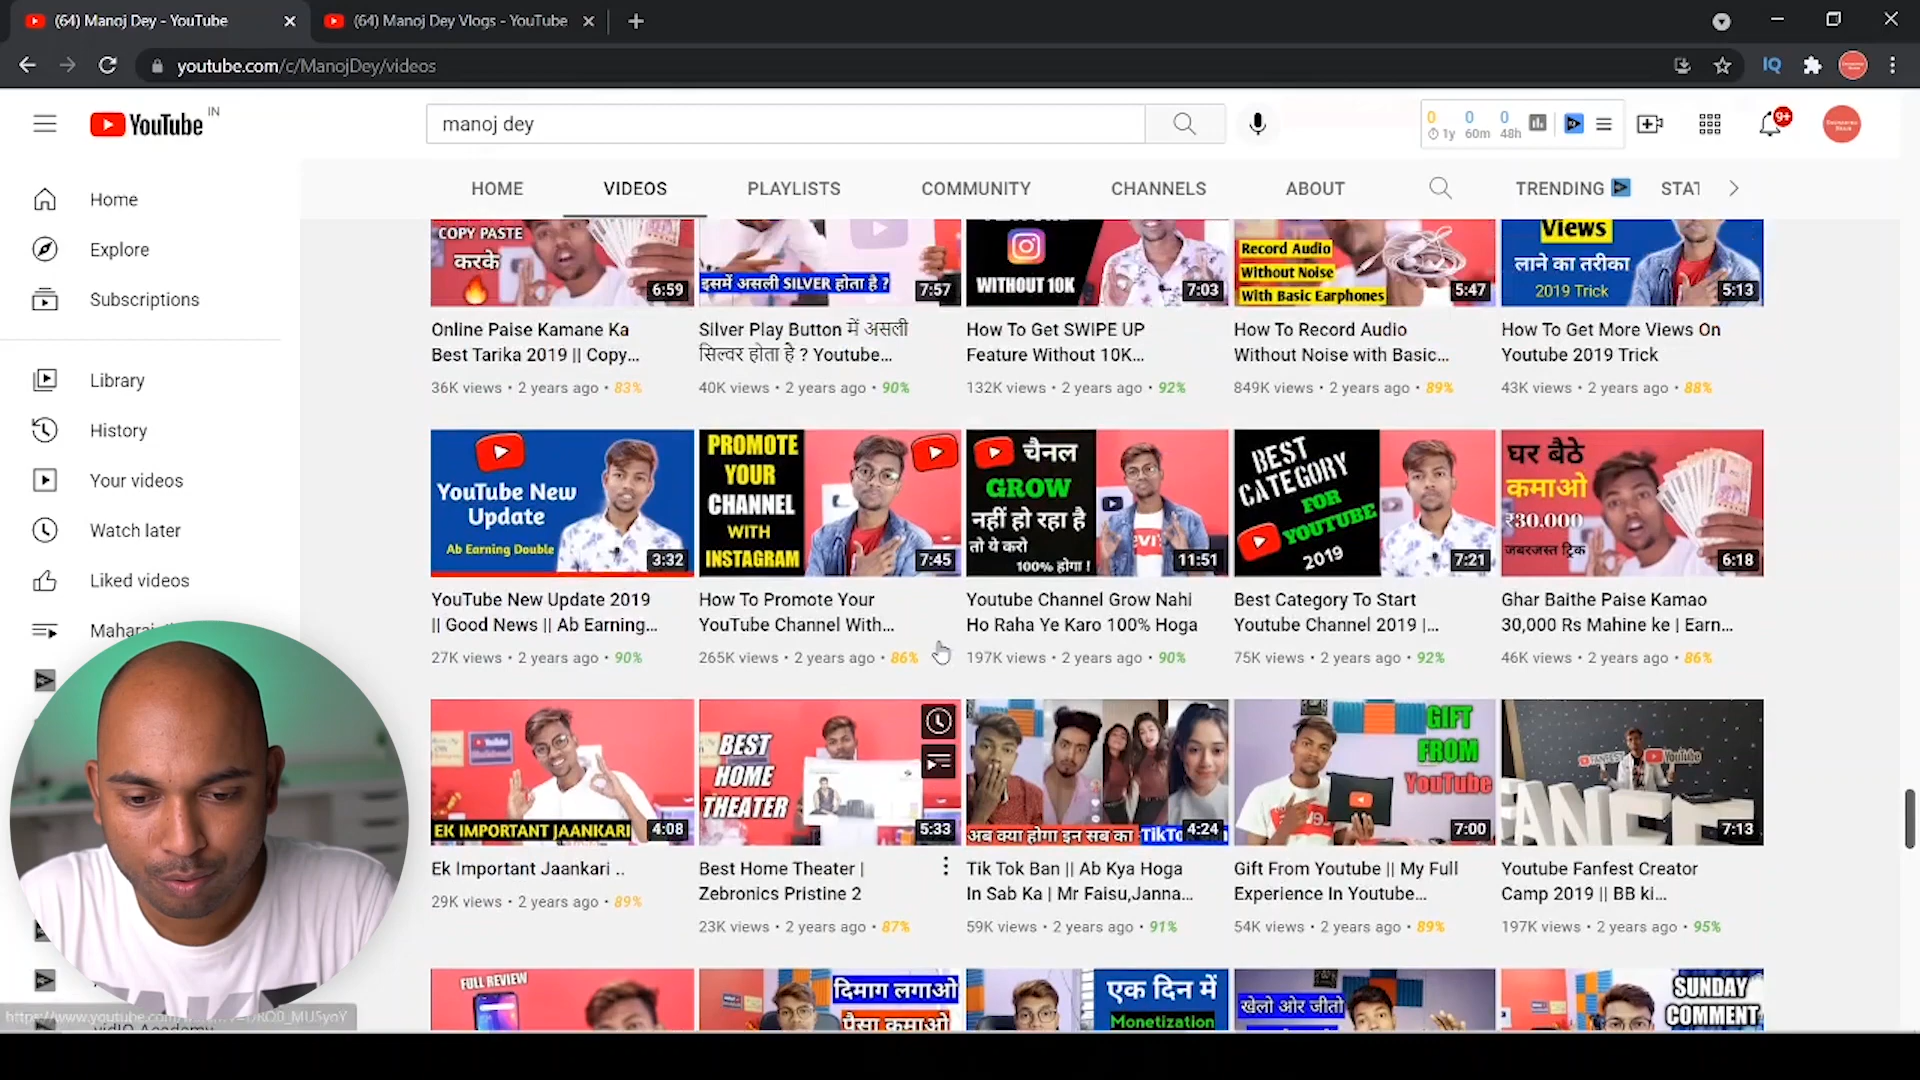 (64) Manoj Dey - YouTube
(64) Manoj Dey Vlogs - YouTube
youtube.com/c/ManojDey/videos
IQ
YouTube IN
manoj dey
0 0 0
1y 60m 48h
9+
Home
Explore
Subscriptions
Library
History
Your videos
Watch later
Liked videos
HOME VIDEOS PLAYLISTS COMMUNITY CHANNELS ABOUT TRENDING STAT
COPY PASTE
करके
6:59
इसमें असली SILVER होता है ?
7:57
WITHOUT 10K
7:03
Record Audio
Without Noise
With Basic Earphones
5:47
Views
लाने का तरीका
2019 Trick
5:13
Online Paise Kamane Ka
Best Tarika 2019 || Copy...
36K views • 2 years ago • 83%
Silver Play Button में असली
सिल्वर होता है ? Youtube...
40K views • 2 years ago • 90%
How To Get SWIPE UP
Feature Without 10K...
132K views • 2 years ago • 92%
How To Record Audio
Without Noise with Basic...
849K views • 2 years ago • 89%
How To Get More Views On
Youtube 2019 Trick
43K views • 2 years ago • 88%
YouTube New
Update
Ab Earning Double
3:32
PROMOTE
YOUR
CHANNEL
WITH
INSTAGRAM
7:45
चैनल
GROW
नहीं हो रहा है
तो ये करो
100% होगा !
11:51
BEST
CATEGORY
FOR
YOUTUBE
2019
7:21
घर बैठे
कमाओ
₹30.000
जबरजस्त ट्रिक
6:18
YouTube New Update 2019
|| Good News || Ab Earning...
27K views • 2 years ago • 90%
How To Promote Your
YouTube Channel With...
265K views • 2 years ago • 86%
Youtube Channel Grow Nahi
Ho Raha Ye Karo 100% Hoga
197K views • 2 years ago • 90%
Best Category To Start
Youtube Channel 2019 |...
75K views • 2 years ago • 92%
Ghar Baithe Paise Kamao
30,000 Rs Mahine ke | Earn...
46K views • 2 years ago • 86%
EK IMPORTANT JAANKARI
4:08
BEST
HOME
THEATER
5:33
अब क्या होगा इन सब का
4:24
GIFT
FROM
YouTube
7:00
YouTube
7:13
Ek Important Jaankari ..
29K views • 2 years ago • 89%
Best Home Theater |
Zebronics Pristine 2
23K views • 2 years ago • 87%
Tik Tok Ban || Ab Kya Hoga
In Sab Ka | Mr Faisu,Janna...
59K views • 2 years ago • 91%
Gift From Youtube || My Full
Experience In Youtube...
54K views • 2 years ago • 89%
Youtube Fanfest Creator
Camp 2019 || BB ki...
197K views • 2 years ago • 95%
FULL REVIEW
दिमाग लगाओ
पैसा कमाओ
एक दिन में
Monetization
खेलो ओर जीतो
SUNDAY
COMMENT